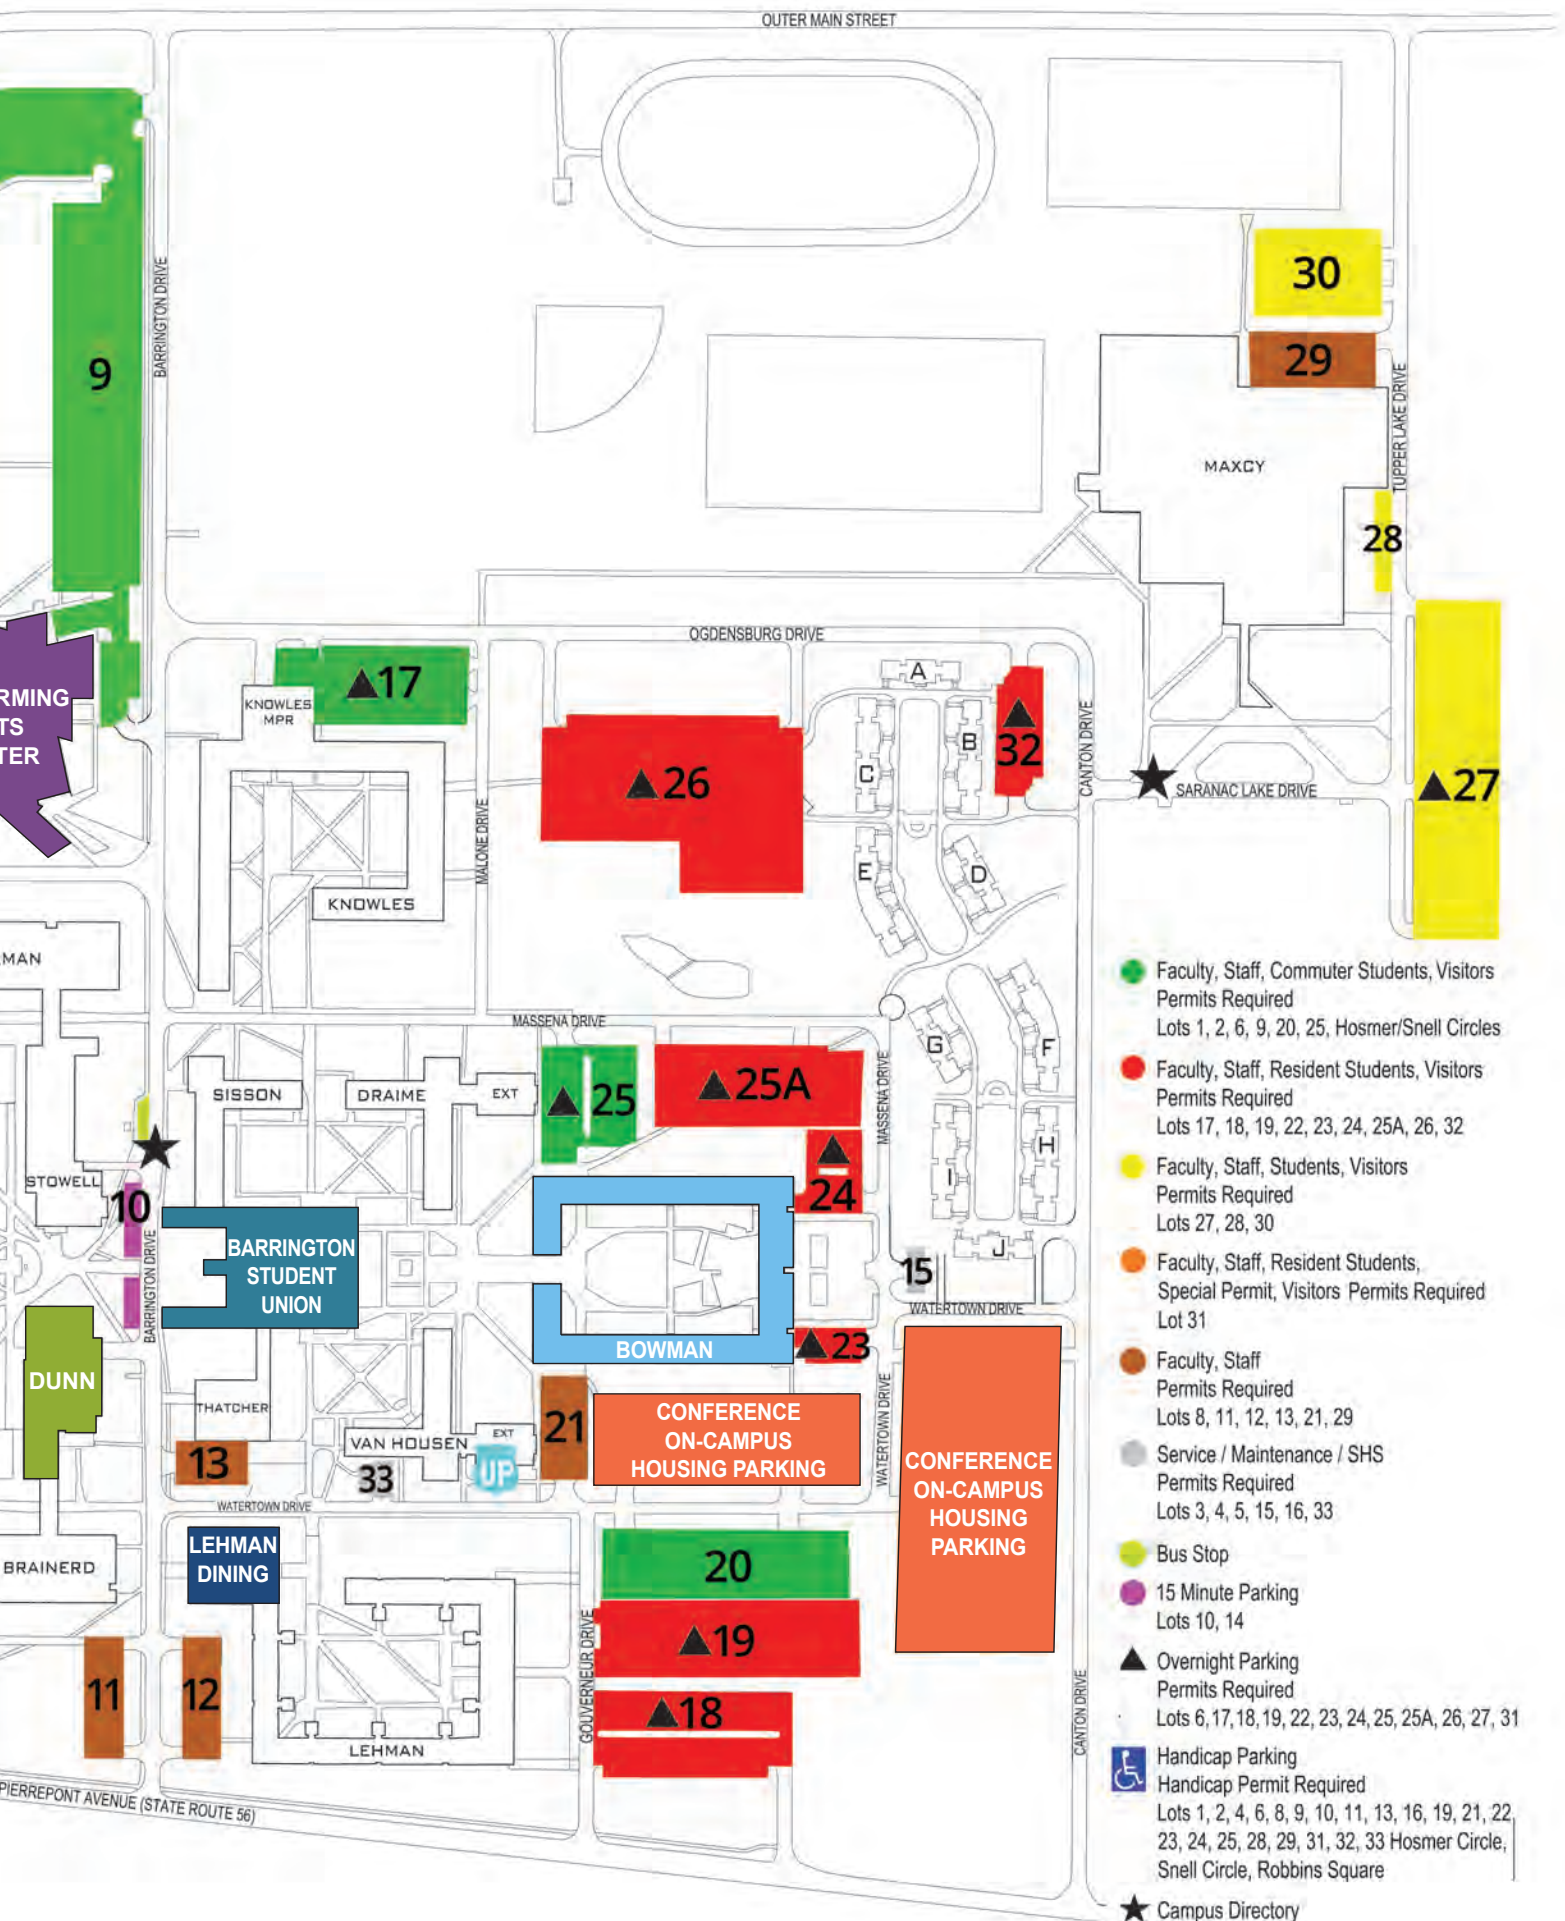 OUTER MAIN STREET
BARRINGTON DRIVE
9
30
29
TUPPER LAKE DRIVE
MAXCY
28
OGDENSBURG DRIVE
RMING
TS
TER
KNOWLES
MPR
17
A
B
C
32
CANTON DRIVE
26
SARANAC LAKE DRIVE
27
MALONE DRIVE
E
D
KNOWLES
MAN
MASSENA DRIVE
G
F
SISSON
DRAIME
EXT
25
25A
MASSENA DRIVE
H
I
J
STOWELL
10
24
BARRINGTON DRIVE
BARRINGTON
STUDENT
UNION
15
WATERTOWN DRIVE
BOWMAN
23
DUNN
THATCHER
21
CONFERENCE
ON-CAMPUS
HOUSING PARKING
WATERTOWN DRIVE
CONFERENCE
ON-CAMPUS
HOUSING
PARKING
VAN HOUSEN
EXT
UP
13
33
WATERTOWN DRIVE
LEHMAN
DINING
BRAINERD
20
19
18
GOUVERNEUR DRIVE
CANTON DRIVE
11
12
LEHMAN
PIERREPONT AVENUE (STATE ROUTE 56)
Faculty, Staff, Commuter Students, Visitors
Permits Required
Lots 1, 2, 6, 9, 20, 25, Hosmer/Snell Circles
Faculty, Staff, Resident Students, Visitors
Permits Required
Lots 17, 18, 19, 22, 23, 24, 25A, 26, 32
Faculty, Staff, Students, Visitors
Permits Required
Lots 27, 28, 30
Faculty, Staff, Resident Students,
Special Permit, Visitors Permits Required
Lot 31
Faculty, Staff
Permits Required
Lots 8, 11, 12, 13, 21, 29
Service / Maintenance / SHS
Permits Required
Lots 3, 4, 5, 15, 16, 33
Bus Stop
15 Minute Parking
Lots 10, 14
Overnight Parking
Permits Required
Lots 6,17,18,19, 22, 23, 24, 25, 25A, 26, 27, 31
Handicap Parking
Handicap Permit Required
Lots 1, 2, 4, 6, 8, 9, 10, 11, 13, 16, 19, 21, 22,
23, 24, 25, 28, 29, 31, 32, 33 Hosmer Circle,
Snell Circle, Robbins Square
Campus Directory